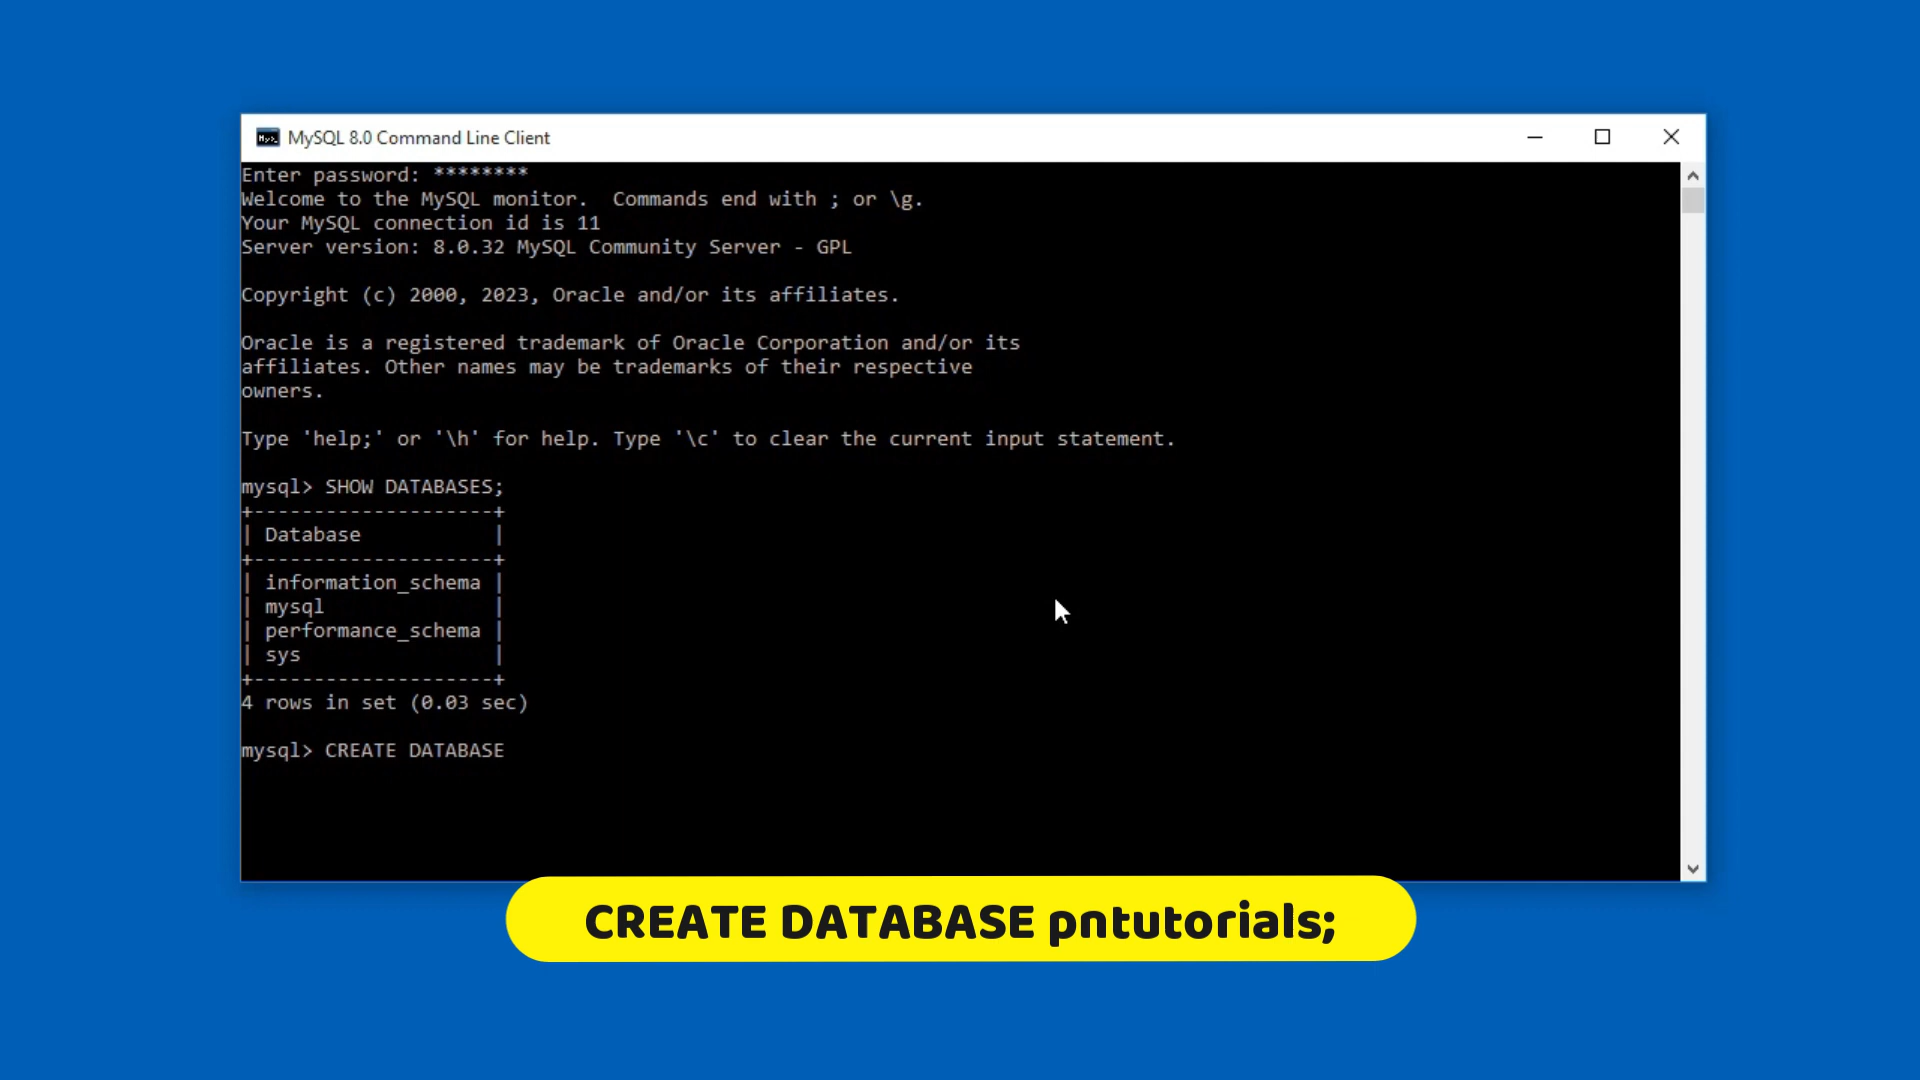 MySQL 8.0 Command Line Client
Enter password: ********
Welcome to the MySQL monitor.  Commands end with ; or \g.
Your MySQL connection id is 11
Server version: 8.0.32 MySQL Community Server - GPL
Copyright (c) 2000, 2023, Oracle and/or its affiliates.
Oracle is a registered trademark of Oracle Corporation and/or its
affiliates. Other names may be trademarks of their respective
owners.
Type 'help;' or '\h' for help. Type '\c' to clear the current input statement.
mysql> SHOW DATABASES;
+--------------------+
| Database           |
+--------------------+
| information_schema |
| mysql              |
| performance_schema |
| sys                |
+--------------------+
4 rows in set (0.03 sec)
mysql> CREATE DATABASE
CREATE DATABASE pntutorials;